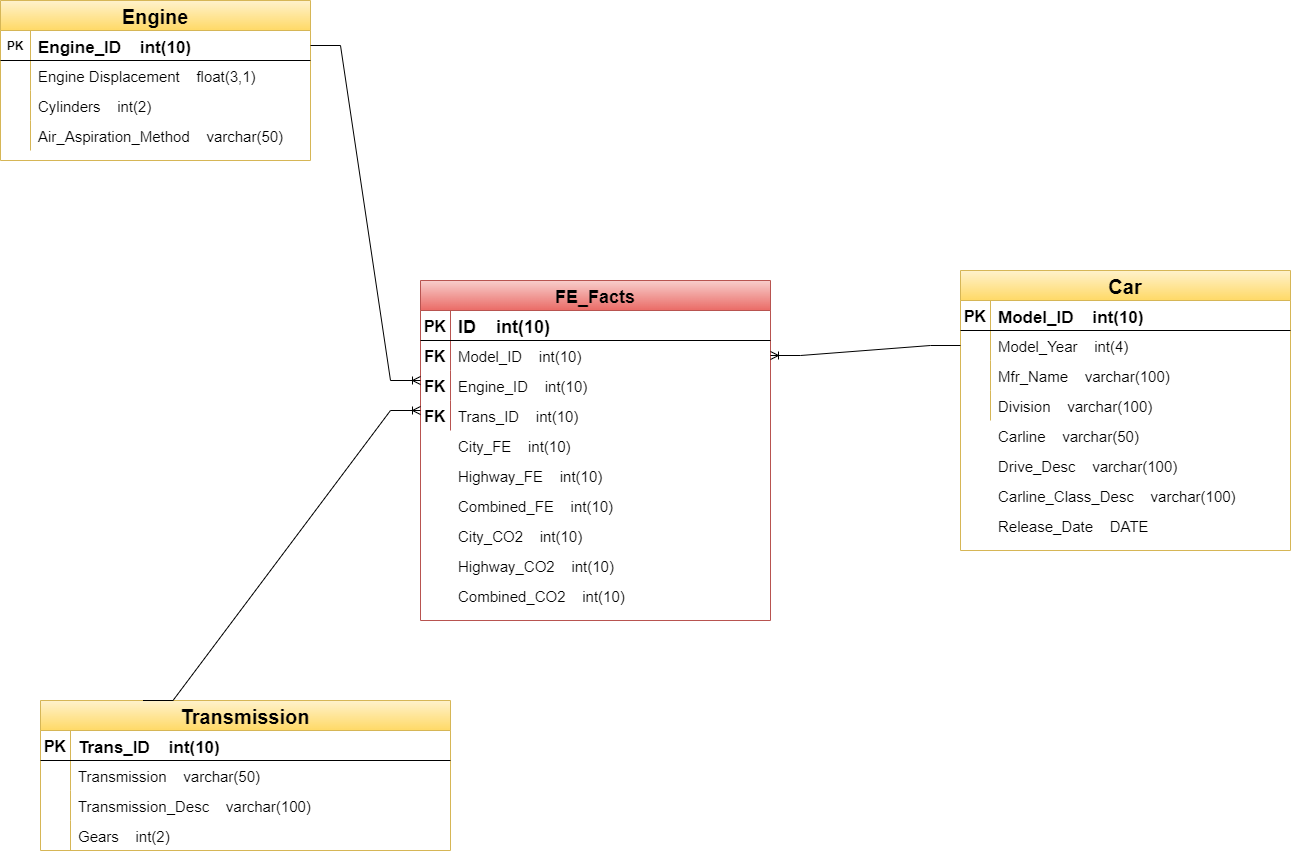 Engine
PK Engine_ID int(10)
Engine Displacement float(3,1)
Cylinders int(2)
Air_Aspiration_Method varchar(50)
FE_Facts
PK ID int(10)
FK Model_ID int(10)
FK Engine_ID int(10)
FK Trans_ID int(10)
City_FE int(10)
Highway_FE int(10)
Combined_FE int(10)
City_CO2 int(10)
Highway_CO2 int(10)
Combined_CO2 int(10)
Car
PK Model_ID int(10)
Model_Year int(4)
Mfr_Name varchar(100)
Division varchar(100)
Carline varchar(50)
Drive_Desc varchar(100)
Carline_Class_Desc varchar(100)
Release_Date DATE
Transmission
PK Trans_ID int(10)
Transmission varchar(50)
Transmission_Desc varchar(100)
Gears int(2)